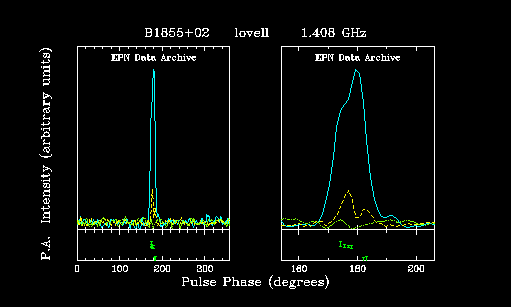 B1855+02 lovell 1.408 GHz
EPN Data Archive EPN Data Archive
P.A. Intensity (arbitrary units)
0 100 200 300 160 180 200
Pulse Phase (degrees)